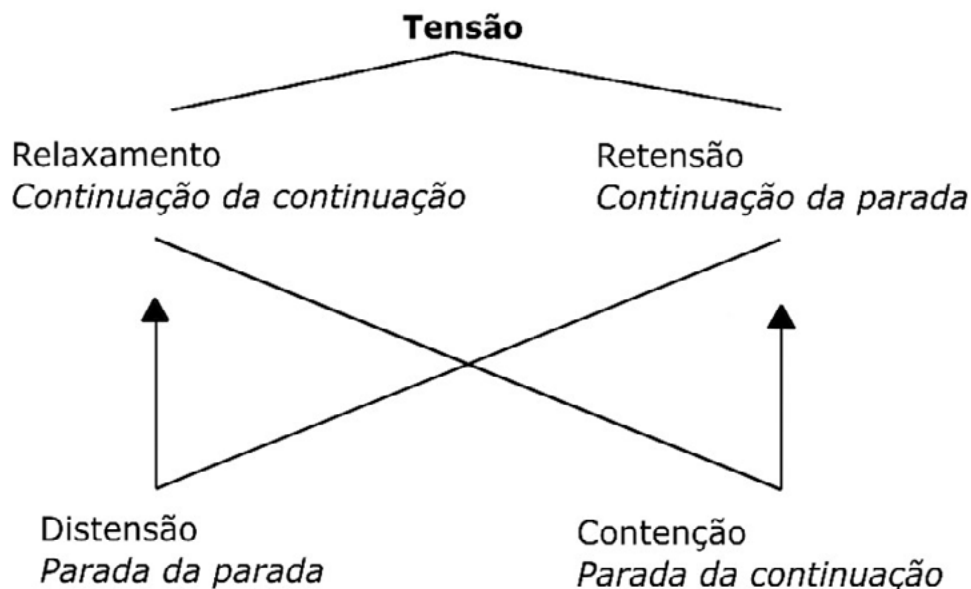 Tensão
Relaxamento
Continuação da continuação
Retensão
Continuação da parada
Distensão
Parada da parada
Contenção
Parada da continuação